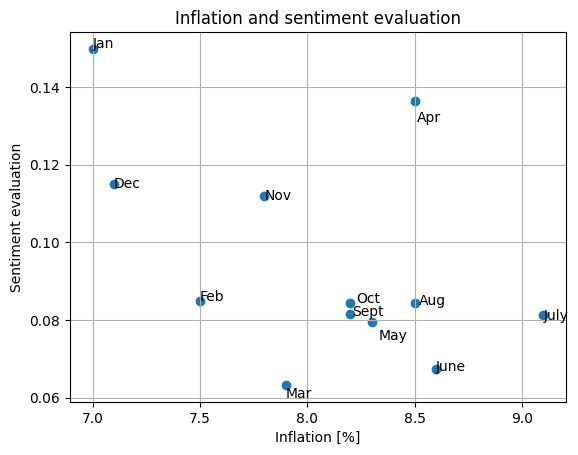 Inflation and sentiment evaluation
Jan
0.14
Apr
0.12
Dec
Nov
Sentiment evaluation
0.10
Feb
Oct
Aug
Sept
0.08
July
May
June
Mar
0.06
7.0 7.5 8.0 8.5 9.0
Inflation [%]